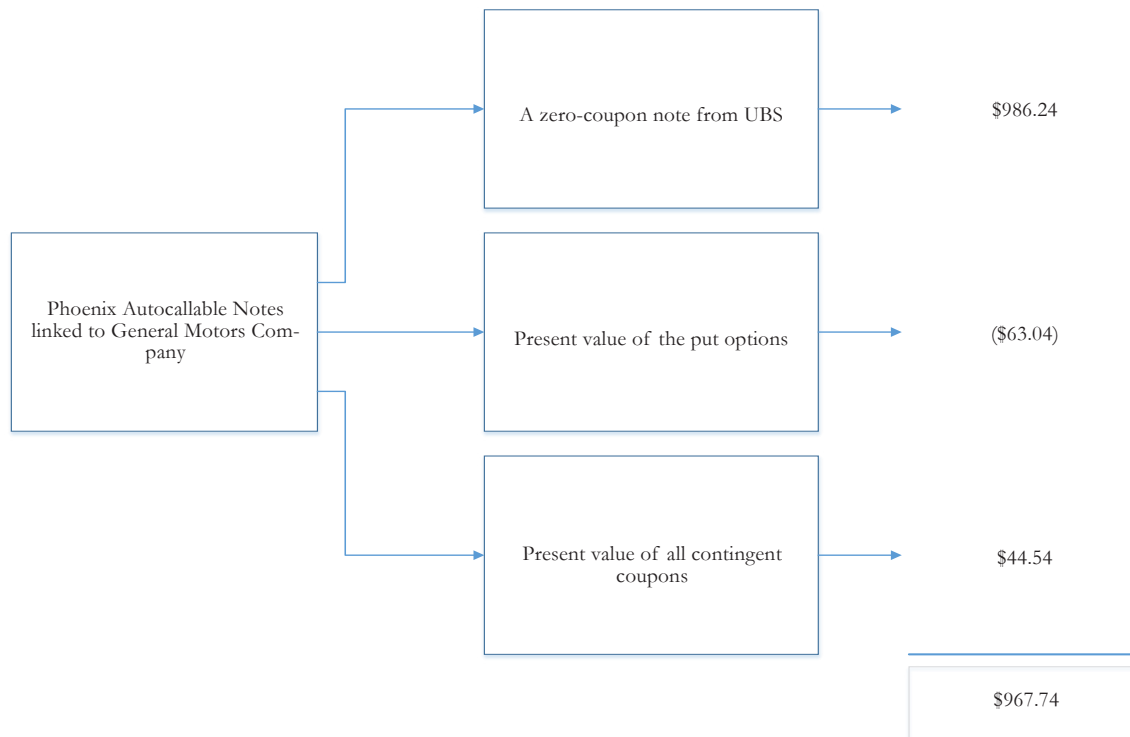 A zero-coupon note from UBS
$986.24
Phoenix Autocallable Notes
linked to General Motors Com-
pany
Present value of the put options
($63.04)
Present value of all contingent
coupons
$44.54
$967.74